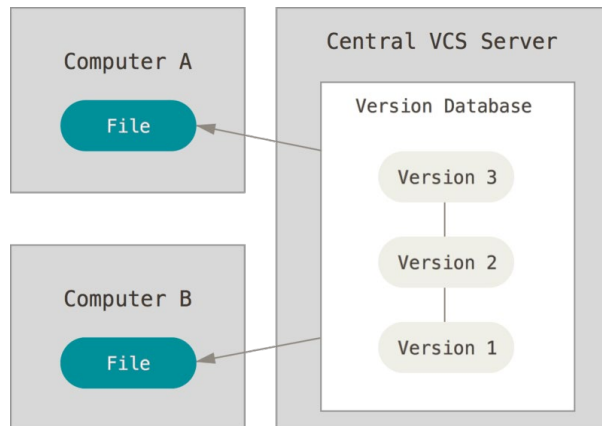 Computer A
File
Computer B
File
Central VCS Server
Version Database
Version 3
Version 2
Version 1